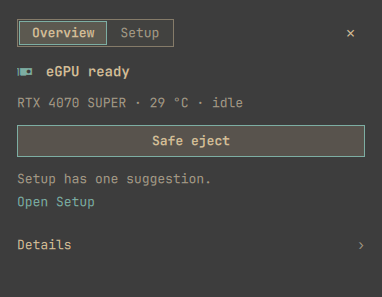 Overview Setup ×
eGPU ready
RTX 4070 SUPER · 29 °C · idle
Safe eject
Setup has one suggestion.
Open Setup
Details ›